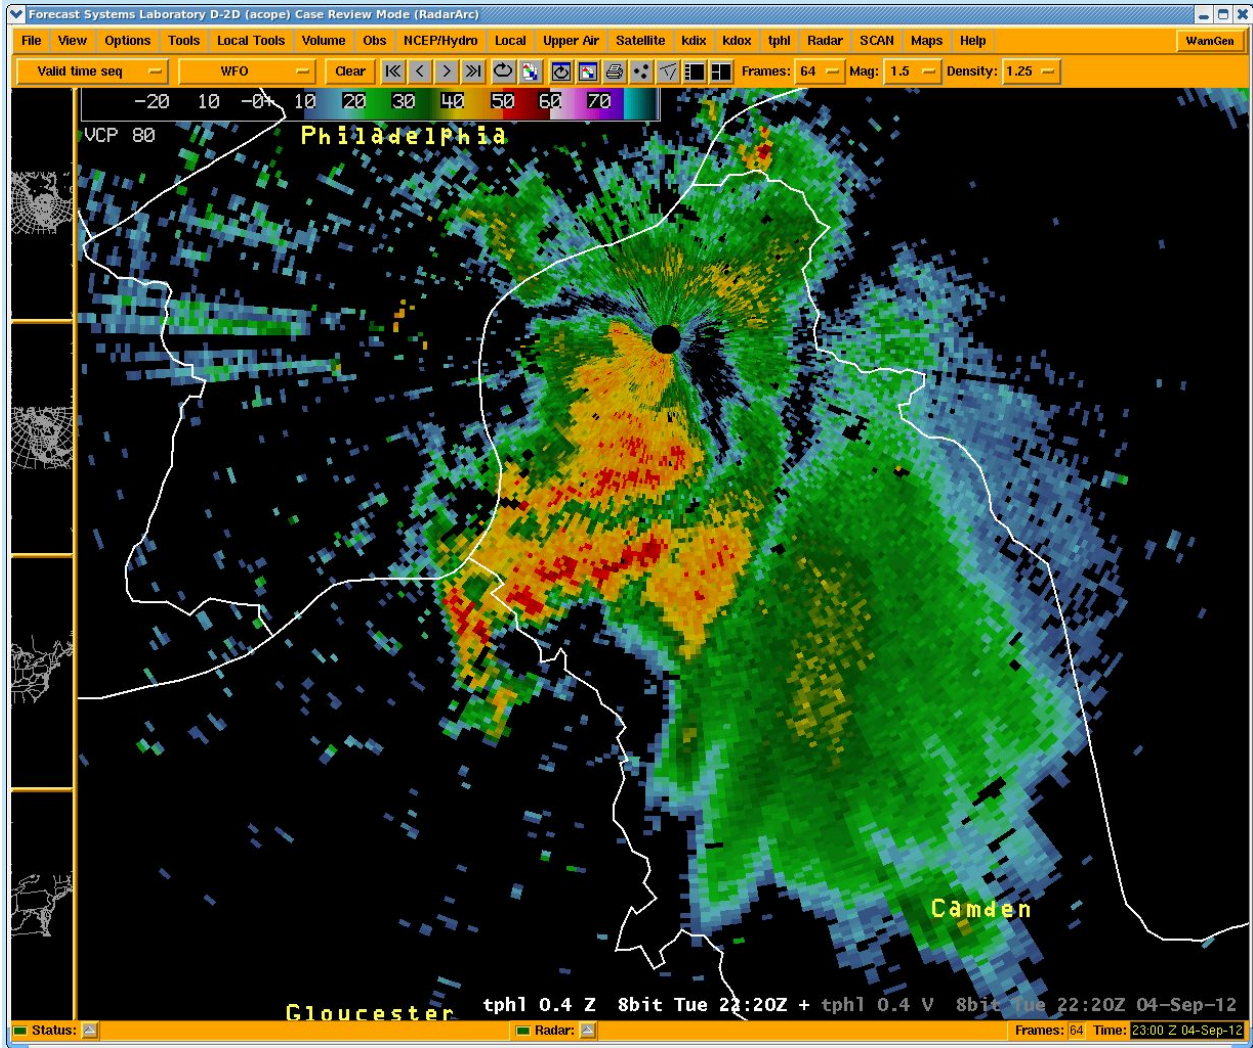 Forecast Systems Laboratory D-2D (acope) Case Review Mode (RadarArc)
File View Options Tools Local Tools Volume Obs NCEP/Hydro Local Upper Air Satellite kdix kdox tphl Radar SCAN Maps Help WarnGen
Valid time seq WFO Clear Frames: 64 Mag: 1.5 Density: 1.25
-20 10 -0+ 10 20 30 40 50 60 70
VCP 80
Philadelphia
Camden
Gloucester
tphl 0.4 Z 8bit Tue 22:20Z + tphl 0.4 V 8bit Tue 22:20Z 04-Sep-12
Status: Radar: Frames: 64 Time: 23:00 Z 04-Sep-12